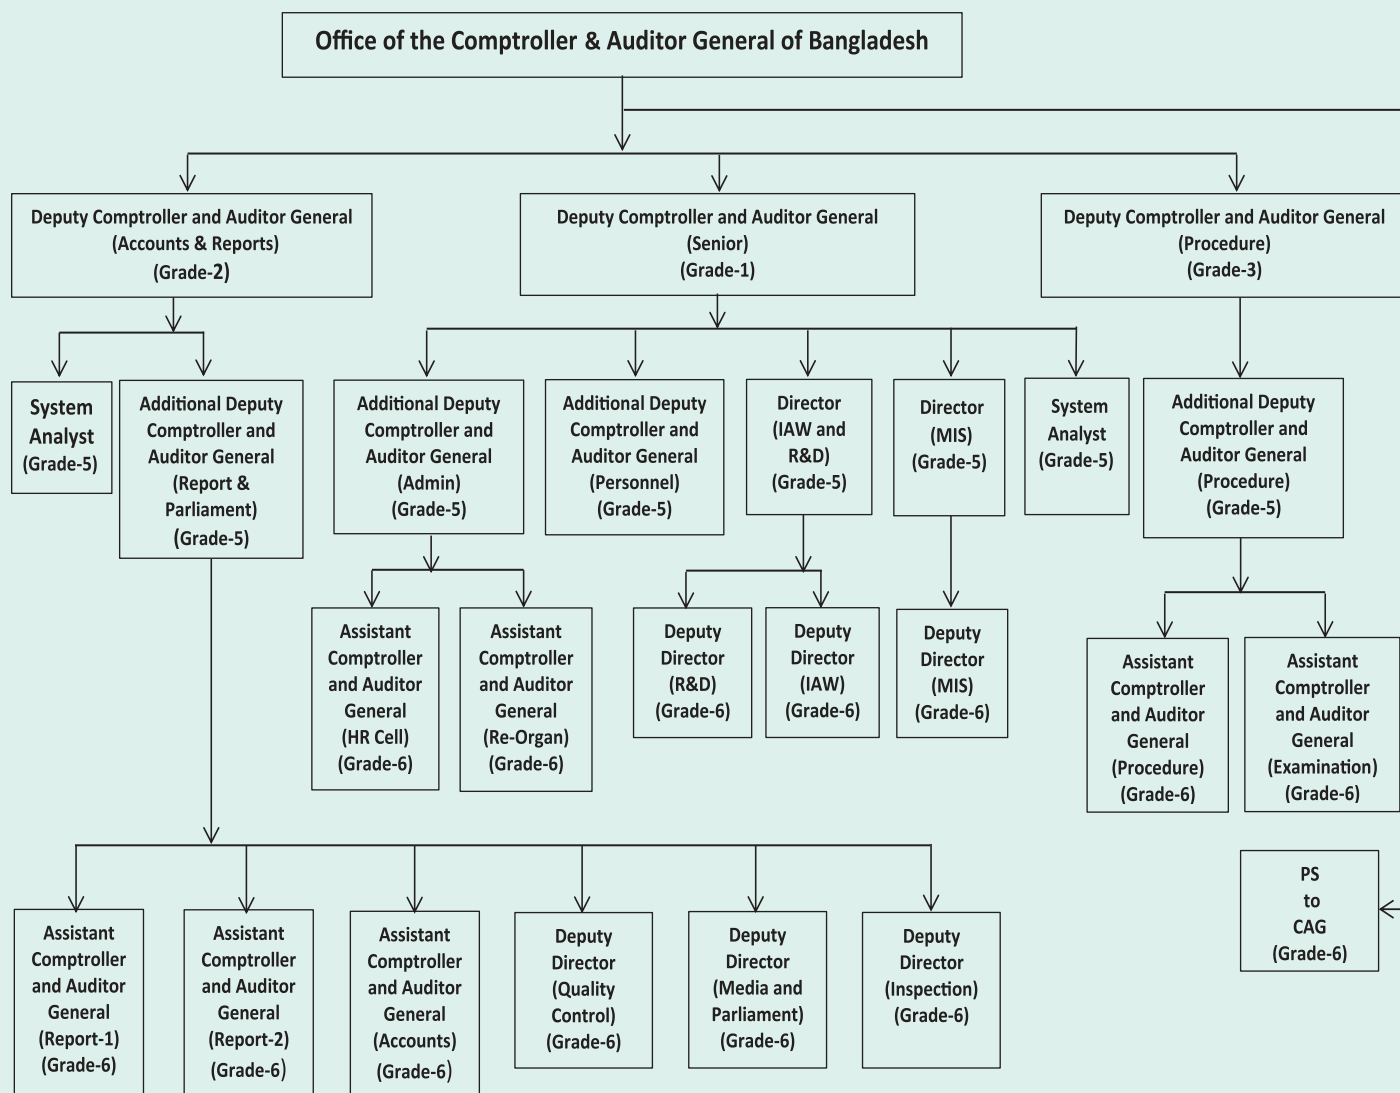 Office of the Comptroller & Auditor General of Bangladesh
Deputy Comptroller and Auditor General
(Accounts & Reports)
(Grade-2)
Deputy Comptroller and Auditor General
(Senior)
(Grade-1)
Deputy Comptroller and Auditor General
(Procedure)
(Grade-3)
System
Analyst
(Grade-5)
Additional Deputy
Comptroller and
Auditor General
(Report &
Parliament)
(Grade-5)
Additional Deputy
Comptroller and
Auditor General
(Admin)
(Grade-5)
Additional Deputy
Comptroller and
Auditor General
(Personnel)
(Grade-5)
Director
(IAW and
R&D)
(Grade-5)
Director
(MIS)
(Grade-5)
System
Analyst
(Grade-5)
Additional Deputy
Comptroller and
Auditor General
(Procedure)
(Grade-5)
Assistant
Comptroller
and Auditor
General
(HR Cell)
(Grade-6)
Assistant
Comptroller
and Auditor
General
(Re-Organ)
(Grade-6)
Deputy
Director
(R&D)
(Grade-6)
Deputy
Director
(IAW)
(Grade-6)
Deputy
Director
(MIS)
(Grade-6)
Assistant
Comptroller
and Auditor
General
(Procedure)
(Grade-6)
Assistant
Comptroller
and Auditor
General
(Examination)
(Grade-6)
PS
to
CAG
(Grade-6)
Assistant
Comptroller
and Auditor
General
(Report-1)
(Grade-6)
Assistant
Comptroller
and Auditor
General
(Report-2)
(Grade-6)
Assistant
Comptroller
and Auditor
General
(Accounts)
(Grade-6)
Deputy
Director
(Quality
Control)
(Grade-6)
Deputy
Director
(Media and
Parliament)
(Grade-6)
Deputy
Director
(Inspection)
(Grade-6)